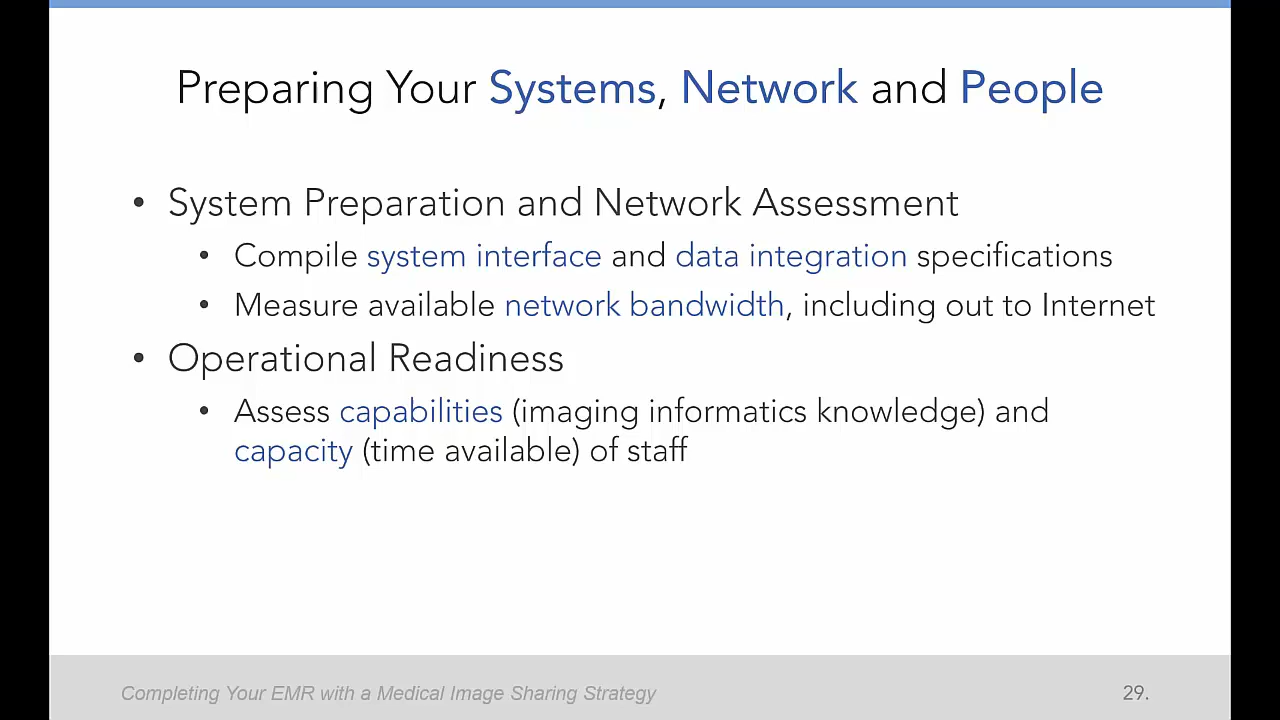 Preparing Your Systems, Network and People
• System Preparation and Network Assessment
• Compile system interface and data integration specifications
• Measure available network bandwidth, including out to Internet
• Operational Readiness
• Assess capabilities (imaging informatics knowledge) and
capacity (time available) of staff
Completing Your EMR with a Medical Image Sharing Strategy
29.